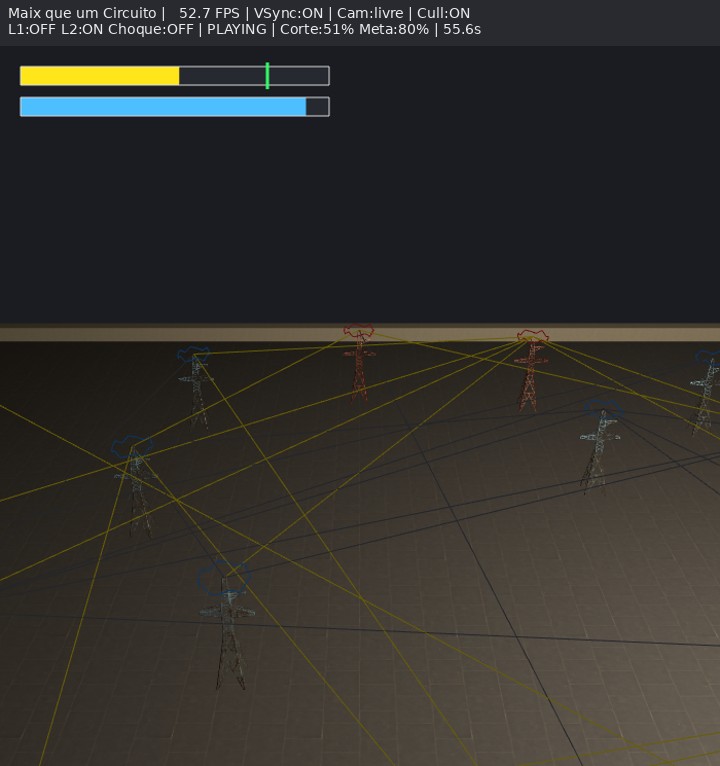 Maix que um Circuito |   52.7 FPS | VSync:ON | Cam:livre | Cull:ON
L1:OFF L2:ON Choque:OFF | PLAYING | Corte:51% Meta:80% | 55.6s